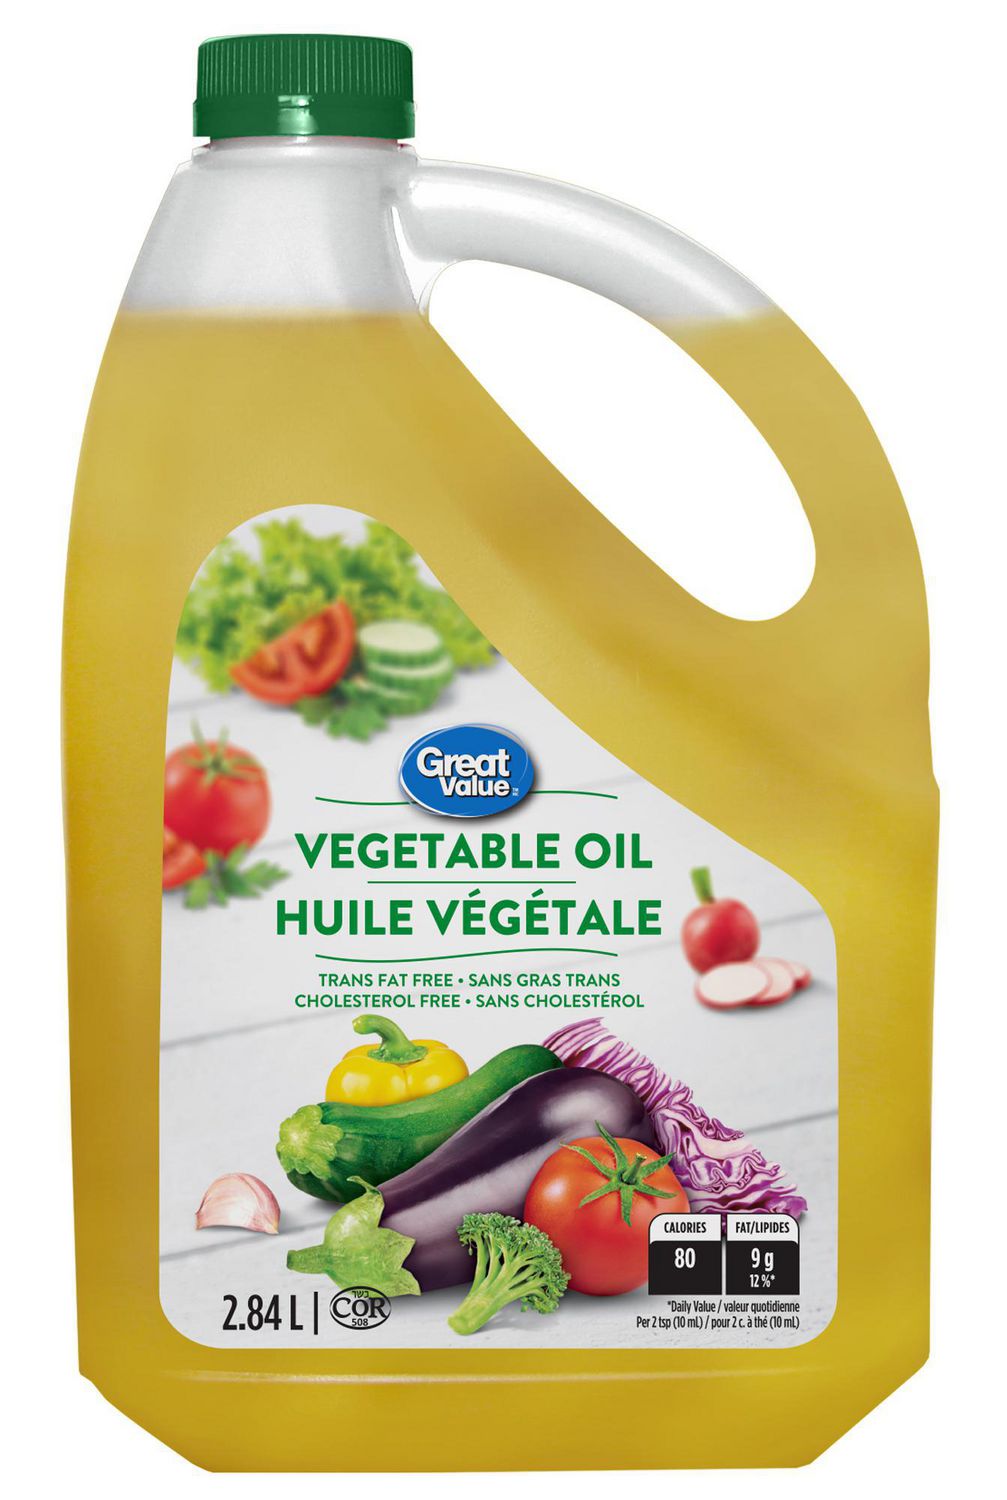 Great
Value
VEGETABLE OIL
HUILE VÉGÉTALE
TRANS FAT FREE • SANS GRAS TRANS
CHOLESTEROL FREE • SANS CHOLESTÉROL
CALORIES
80
FAT/LIPIDES
9 g
12 %*
*Daily Value / valeur quotidienne
Per 2 tsp (10 mL) / pour 2 c. à thé (10 mL)
2.84 L
כשר
COR
508